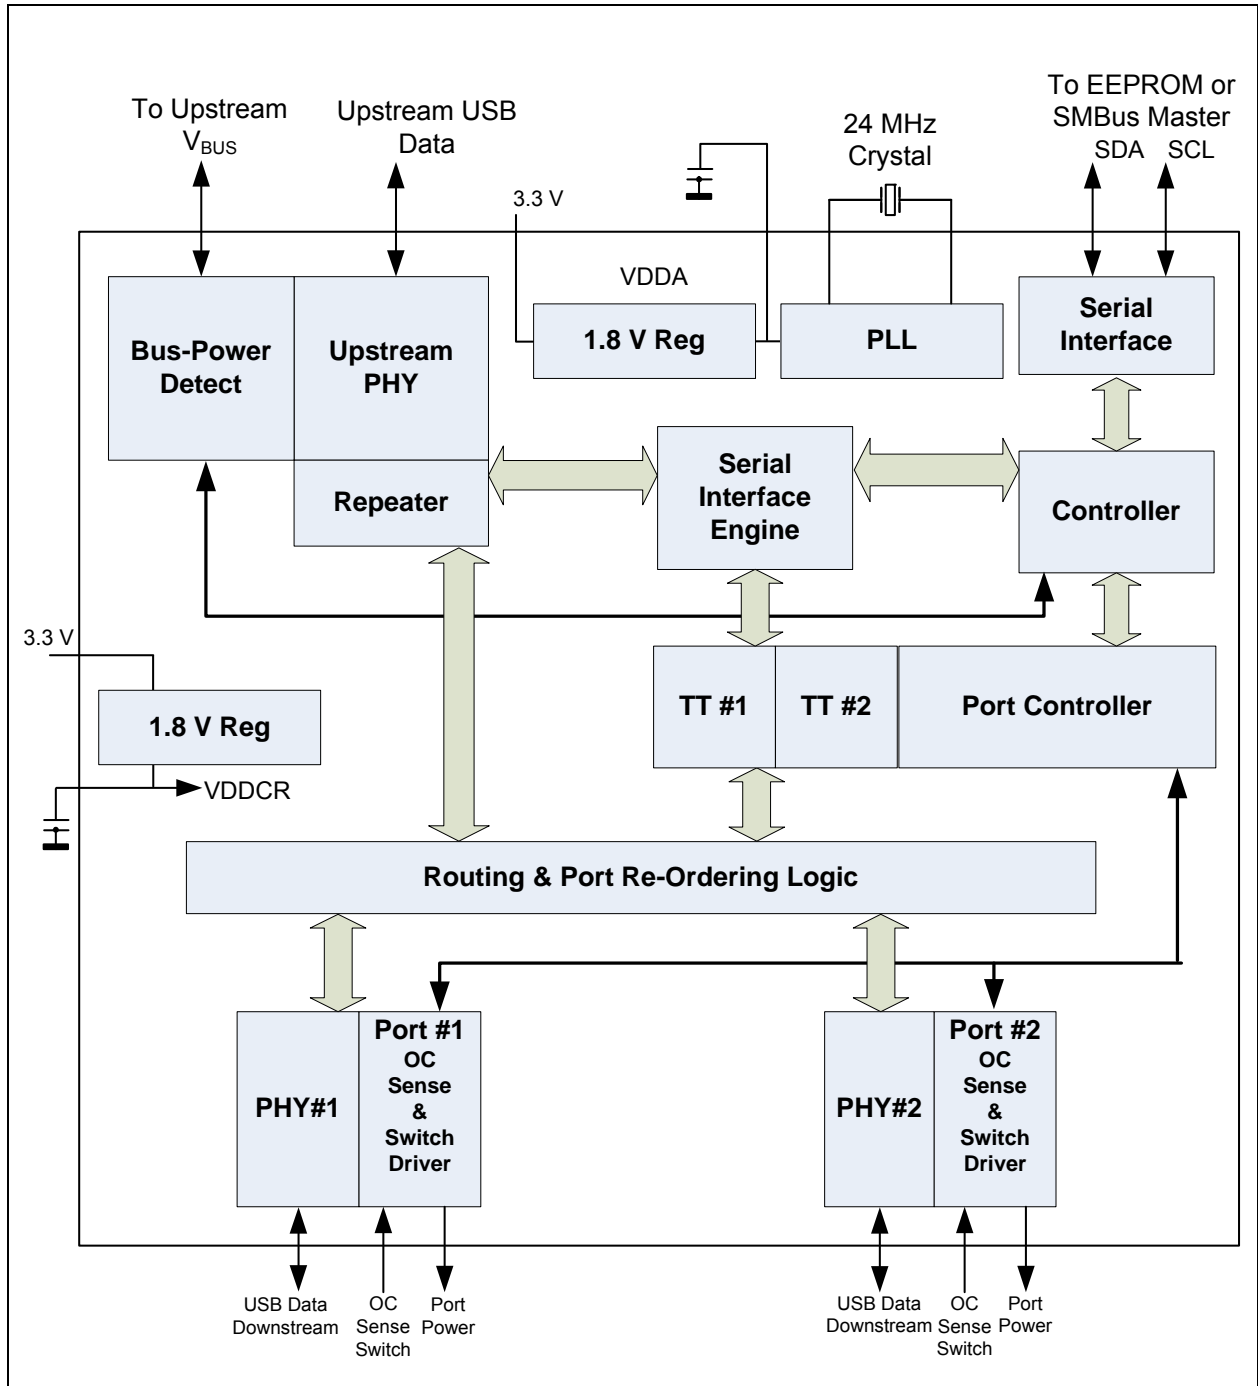 To Upstream
VBUS
Upstream USB
Data
24 MHz
Crystal
To EEPROM or
SMBus Master
SDA SCL
3.3 V
VDDA
Bus-Power
Detect
Upstream
PHY
1.8 V Reg
PLL
Serial
Interface
Repeater
Serial
Interface
Engine
Controller
3.3 V
1.8 V Reg
VDDCR
TT #1
TT #2
Port Controller
Routing & Port Re-Ordering Logic
PHY#1
Port #1
OC
Sense
&
Switch
Driver
PHY#2
Port #2
OC
Sense
&
Switch
Driver
USB Data
Downstream
OC
Sense
Switch
Port
Power
USB Data
Downstream
OC
Sense
Switch
Port
Power